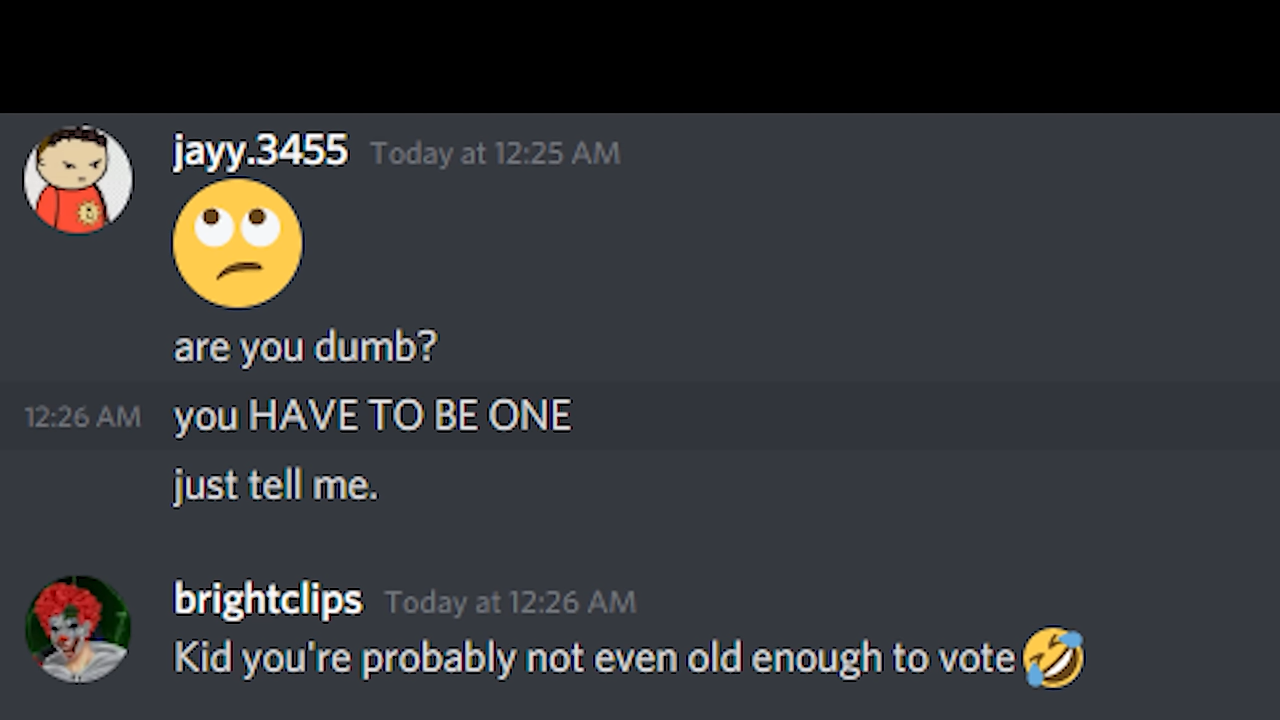 jayy.3455 Today at 12:25 AM
🙄
are you dumb?
12:26 AM you HAVE TO BE ONE
just tell me.
brightclips Today at 12:26 AM
Kid you're probably not even old enough to vote🤣